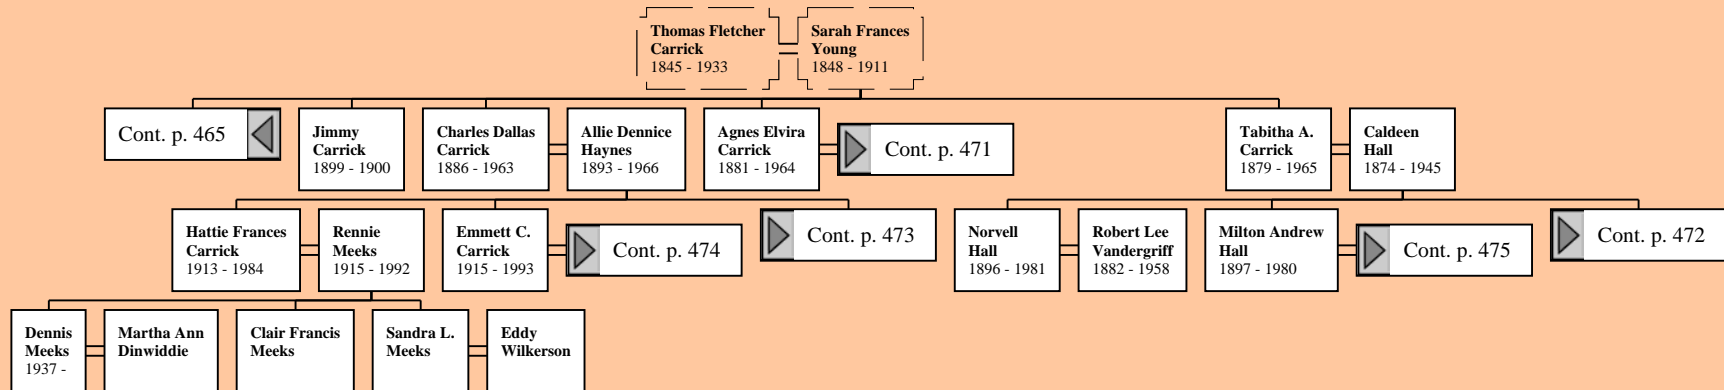 Thomas Fletcher
Carrick
1845 - 1933
Sarah Frances
Young
1848 - 1911
Cont. p. 465
Jimmy
Carrick
1899 - 1900
Charles Dallas
Carrick
1886 - 1963
Allie Dennice
Haynes
1893 - 1966
Agnes Elvira
Carrick
1881 - 1964
Cont. p. 471
Tabitha A.
Carrick
1879 - 1965
Caldeen
Hall
1874 - 1945
Hattie Frances
Carrick
1913 - 1984
Rennie
Meeks
1915 - 1992
Emmett C.
Carrick
1915 - 1993
Cont. p. 474
Cont. p. 473
Norvell
Hall
1896 - 1981
Robert Lee
Vandergriff
1882 - 1958
Milton Andrew
Hall
1897 - 1980
Cont. p. 475
Cont. p. 472
Dennis
Meeks
1937 -
Martha Ann
Dinwiddie
Clair Francis
Meeks
Sandra L.
Meeks
Eddy
Wilkerson